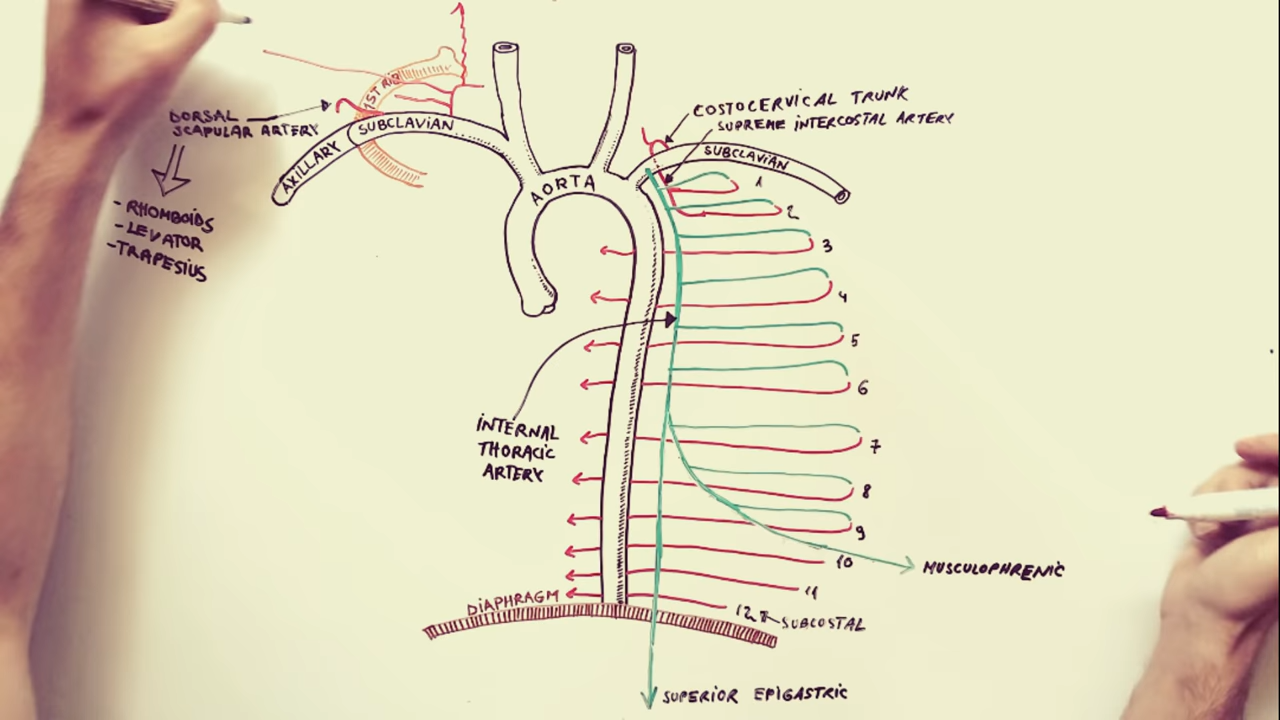 1ST RIB
DORSAL
SCAPULAR ARTERY
- RHOMBOIDS
- LEVATOR
- TRAPESIUS
AXILLARY
SUBCLAVIAN
AORTA
COSTOCERVICAL TRUNK
SUPREME INTERCOSTAL ARTERY
SUBCLAVIAN
1
2
3
4
5
6
7
8
9
10
11
12
SUBCOSTAL
INTERNAL
THORACIC
ARTERY
MUSCULOPHRENIC
DIAPHRAGM
SUPERIOR EPIGASTRIC